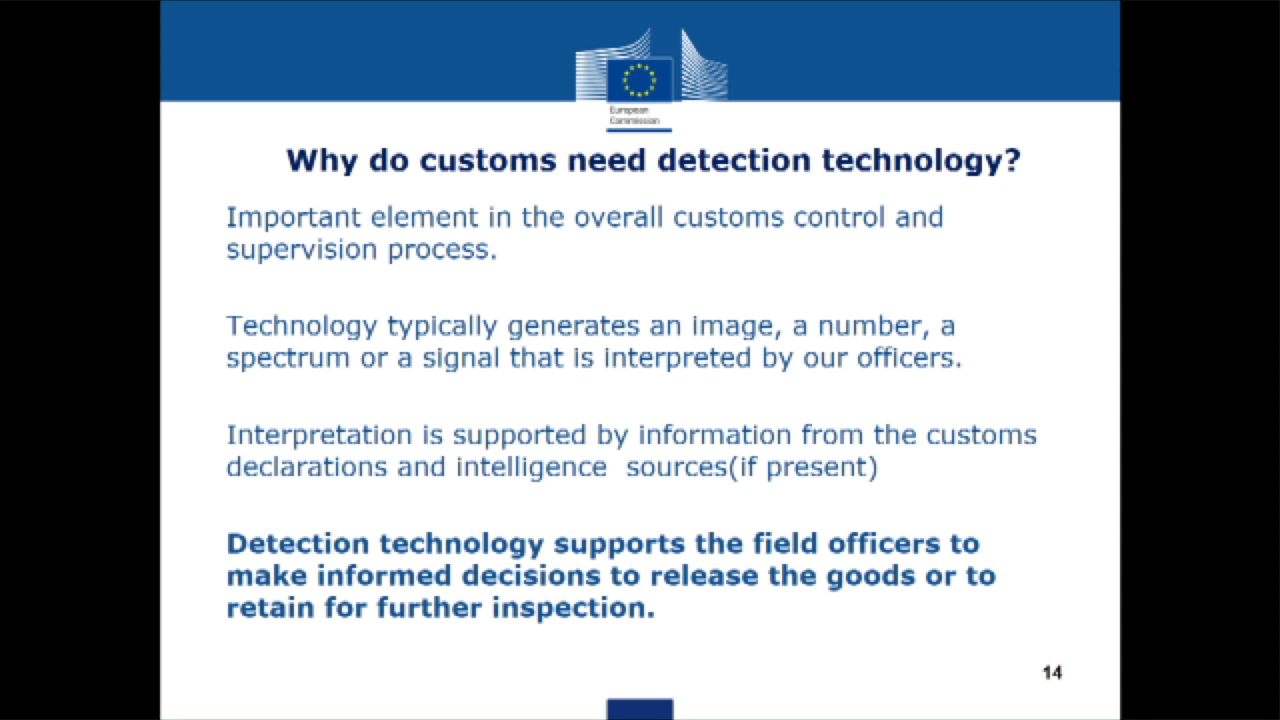 European
Commission
Why do customs need detection technology?
Important element in the overall customs control and
supervision process.
Technology typically generates an image, a number, a
spectrum or a signal that is interpreted by our officers.
Interpretation is supported by information from the customs
declarations and intelligence  sources(if present)
Detection technology supports the field officers to
make informed decisions to release the goods or to
retain for further inspection.
14